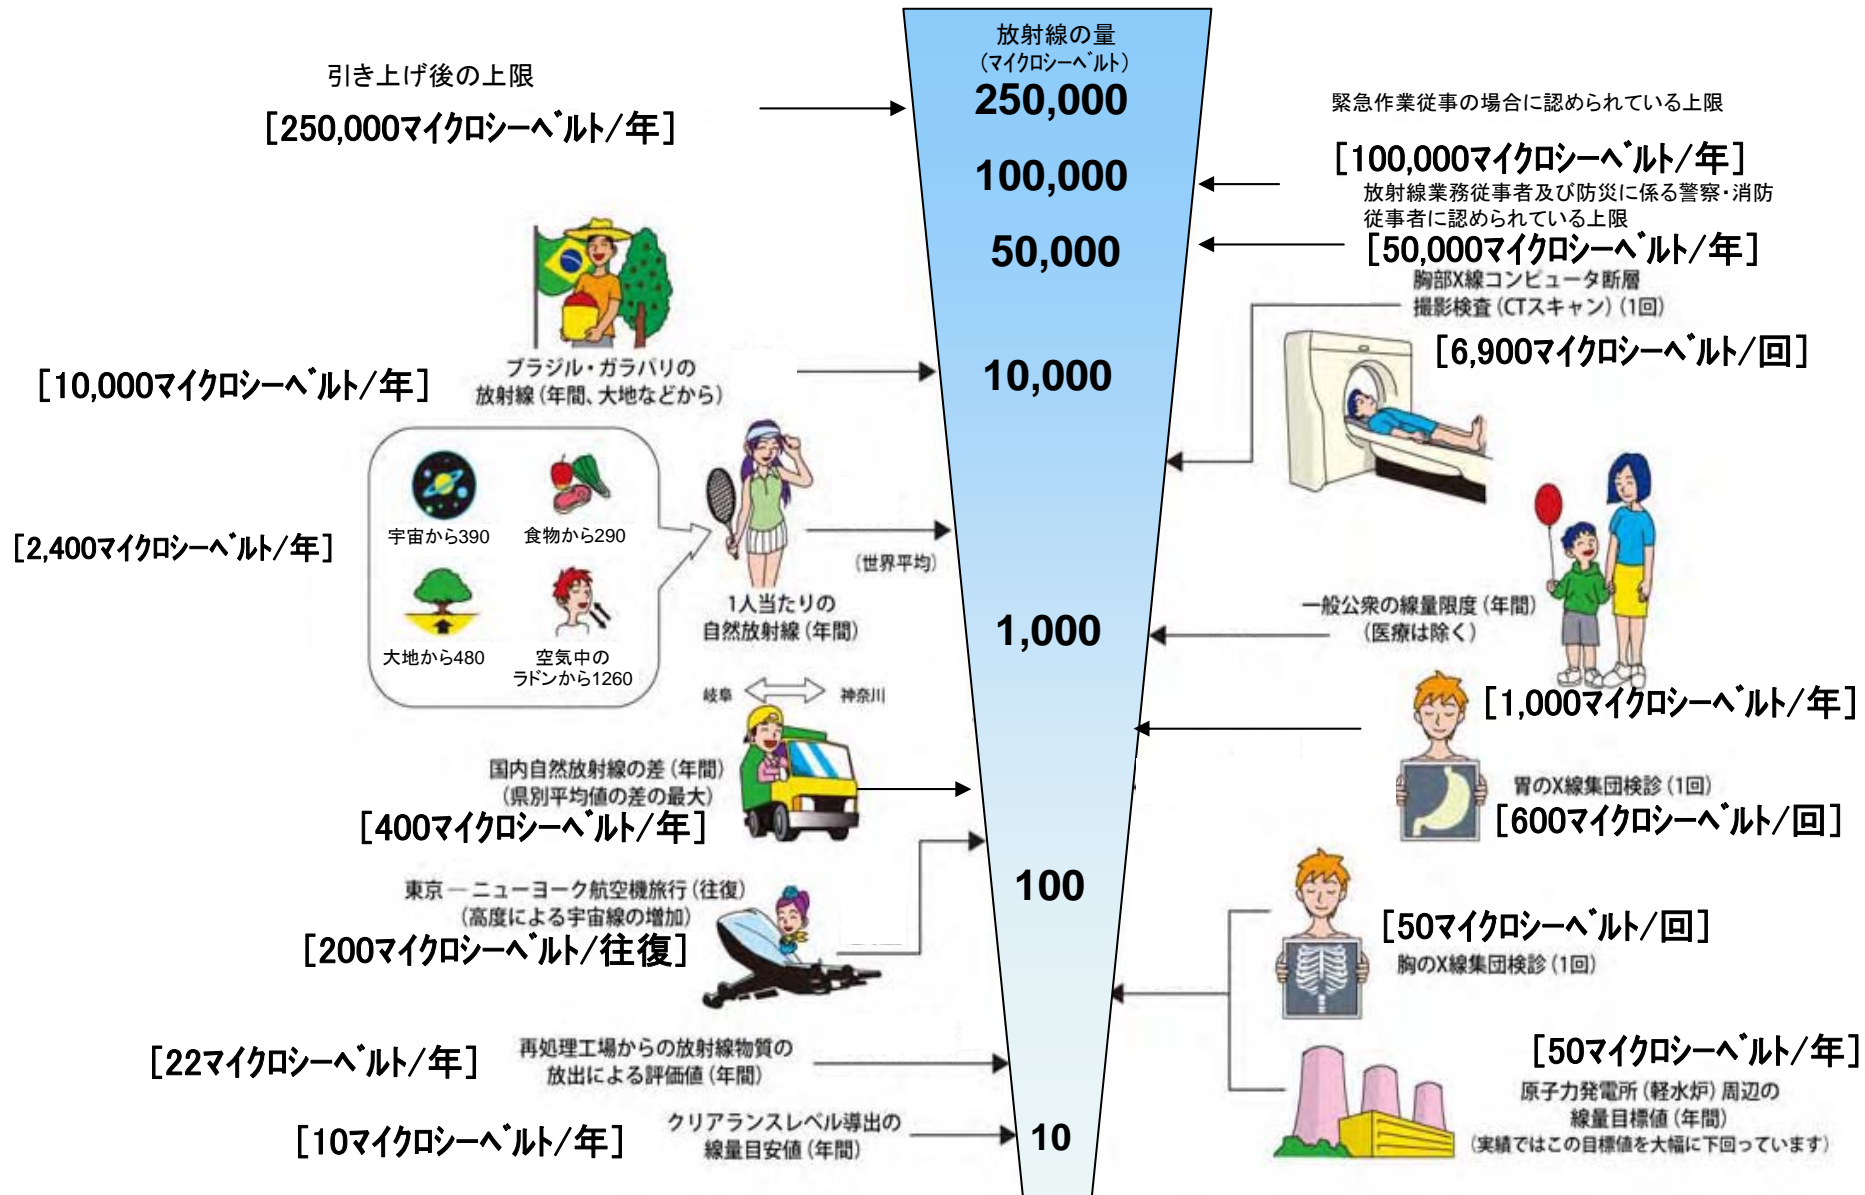 放射線の量
(マイクロシーベルト)
250,000
100,000
50,000
10,000
1,000
100
10
引き上げ後の上限
[250,000マイクロシーベルト/年]
ブラジル・ガラパリの
放射線(年間、大地などから)
[10,000マイクロシーベルト/年]
宇宙から390
食物から290
大地から480
空気中の
ラドンから1260
[2,400マイクロシーベルト/年]
(世界平均)
1人当たりの
自然放射線(年間)
岐阜
神奈川
国内自然放射線の差(年間)
(県別平均値の差の最大)
[400マイクロシーベルト/年]
東京―ニューヨーク航空機旅行(往復)
(高度による宇宙線の増加)
[200マイクロシーベルト/往復]
[22マイクロシーベルト/年]
再処理工場からの放射線物質の
放出による評価値(年間)
[10マイクロシーベルト/年]
クリアランスレベル導出の
線量目安値(年間)
緊急作業従事の場合に認められている上限
[100,000マイクロシーベルト/年]
放射線業務従事者及び防災に係る警察・消防
従事者に認められている上限
[50,000マイクロシーベルト/年]
胸部X線コンピュータ断層
撮影検査(CTスキャン)(1回)
[6,900マイクロシーベルト/回]
一般公衆の線量限度(年間)
(医療は除く)
[1,000マイクロシーベルト/年]
胃のX線集団検診(1回)
[600マイクロシーベルト/回]
[50マイクロシーベルト/回]
胸のX線集団検診(1回)
[50マイクロシーベルト/年]
原子力発電所(軽水炉)周辺の
線量目標値(年間)
(実績ではこの目標値を大幅に下回っています)